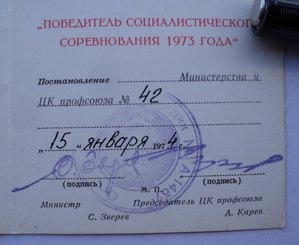 „ПОБЕДИТЕЛЬ СОЦИАЛИСТИЧЕСКОГО
СОРЕВНОВАНИЯ 1973 ГОДА“
Постановление Министерства и
ЦК профсоюза № 42
„15“ января 1974 г.
(подпись) (подпись)
М. П.
Министр Председатель ЦК профсоюза
С. Зверев А. Карев